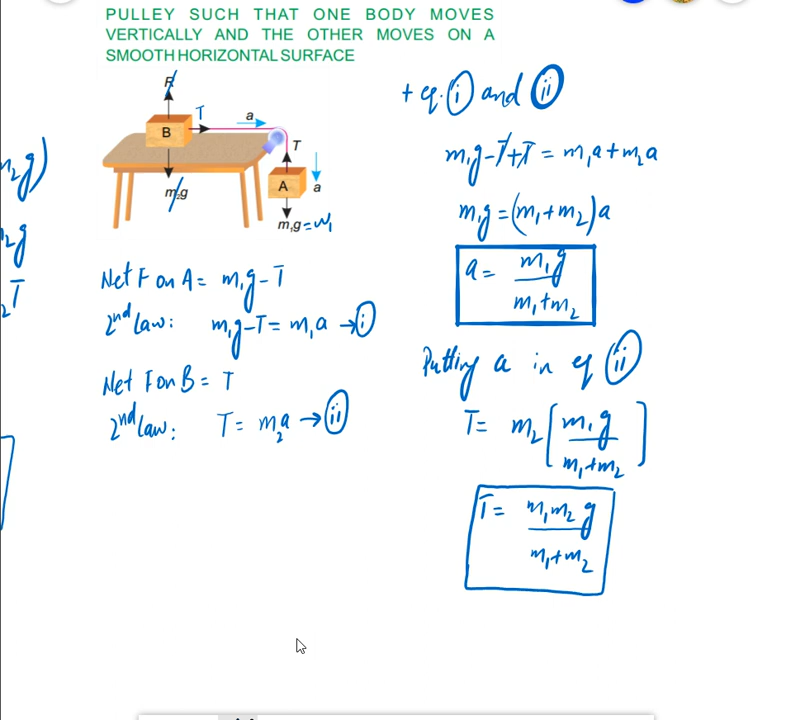 PULLEY SUCH THAT ONE BODY MOVES
VERTICALLY AND THE OTHER MOVES ON A
SMOOTH HORIZONTAL SURFACE
R
T
a
B
T
m₂g
A
a
m₁g = W₁
Net F on A = m₁g - T
2nd law: m₁g - T = m₁a → (i)
Net F on B = T
2nd law: T = m₂a → (ii)
+ eq. (i) and (ii)
m₁g - T + T = m₁a + m₂a
m₁g = (m₁ + m₂)a
a = m₁g
m₁ + m₂
Putting a in eq (ii)
T = m₂ [ m₁g
m₁ + m₂ ]
T = m₁m₂ g
m₁ + m₂